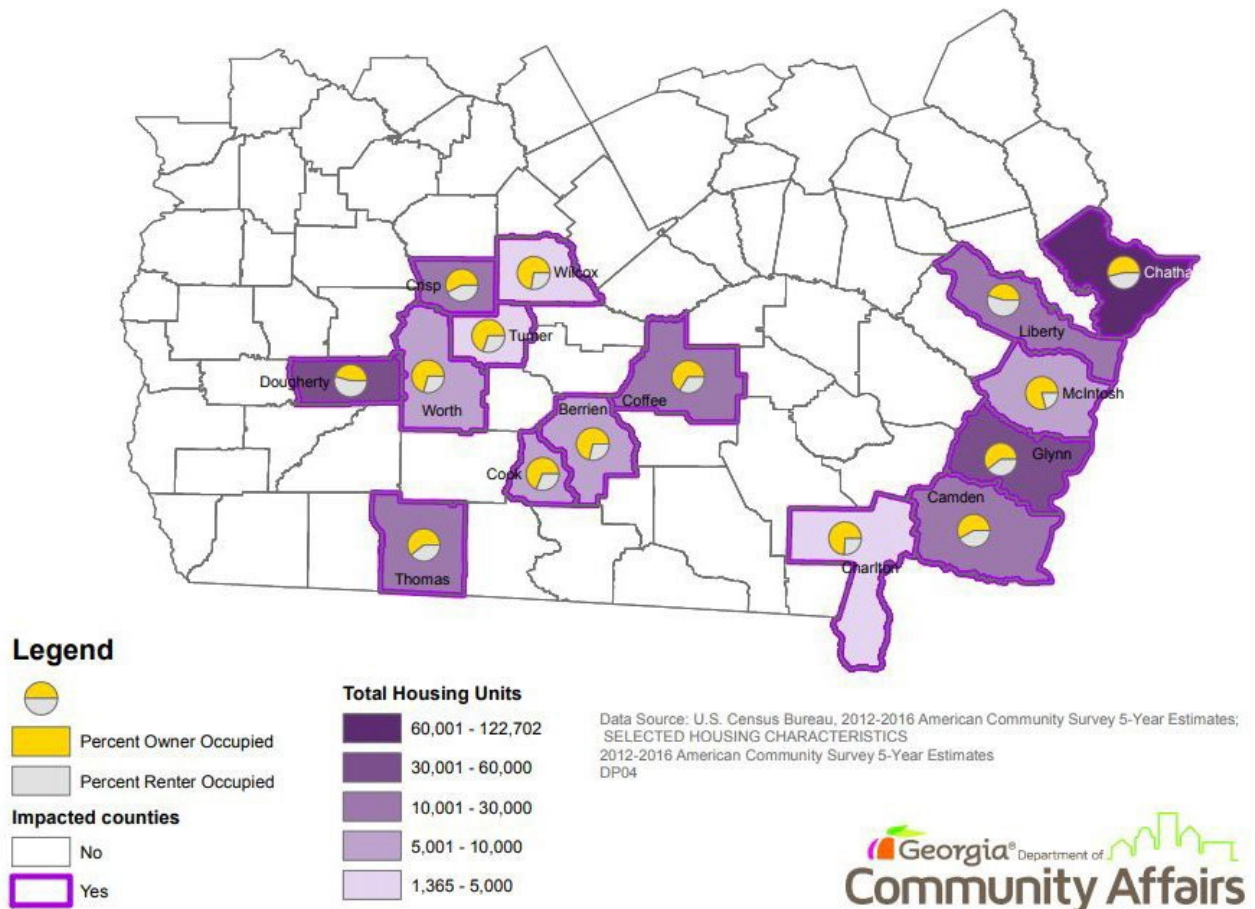 Wilcox
Crisp
Chatha
Turner
Liberty
Dougherty
McIntosh
Worth
Berrien
Coffee
Glynn
Cook
Camden
Charlton
Thomas
Legend
Percent Owner Occupied
Percent Renter Occupied
Impacted counties
No
Yes
Total Housing Units
60,001 - 122,702
30,001 - 60,000
10,001 - 30,000
5,001 - 10,000
1,365 - 5,000
Data Source: U.S. Census Bureau, 2012-2016 American Community Survey 5-Year Estimates;
SELECTED HOUSING CHARACTERISTICS
2012-2016 American Community Survey 5-Year Estimates
DP04
Georgia® Department of
Community Affairs